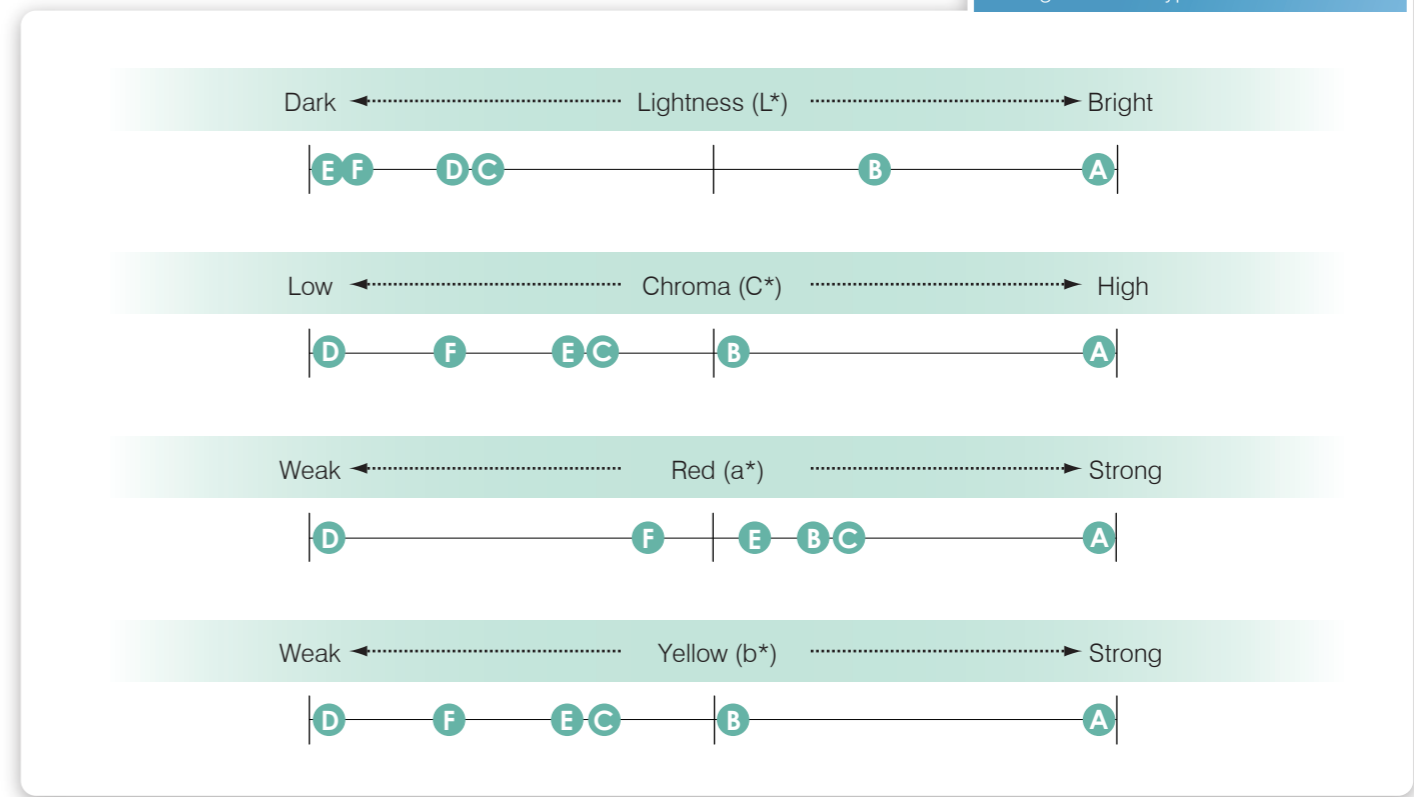 Dark Lightness (L*) Bright
E F D C B A
Low Chroma (C*) High
D F E C B A
Weak Red (a*) Strong
D F E B C A
Weak Yellow (b*) Strong
D F E C B A